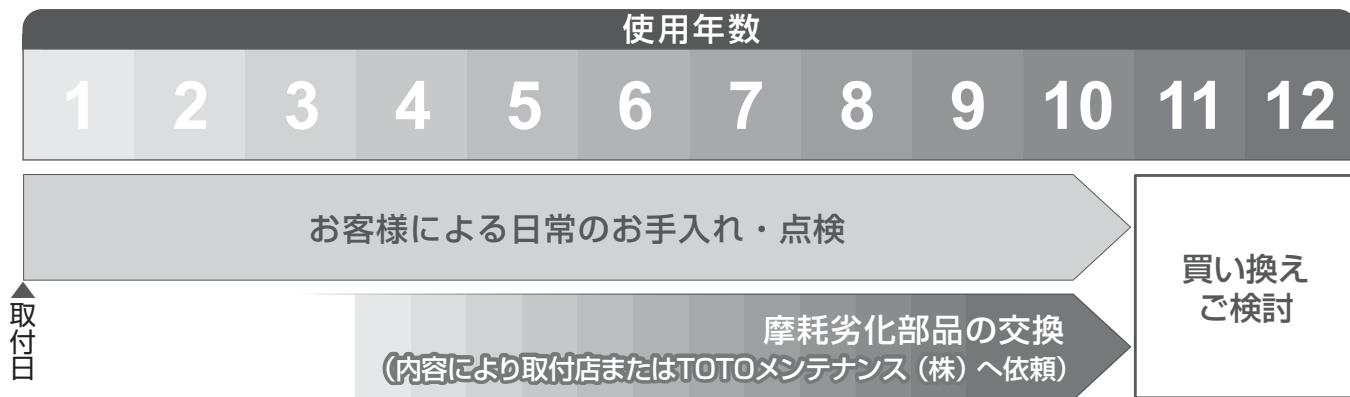 使用年数
1 2 3 4 5 6 7 8 9 10 11 12
お客様による日常のお手入れ・点検
取付日
摩耗劣化部品の交換
（内容により取付店またはTOTOメンテナンス（株）へ依頼）
買い換え
ご検討